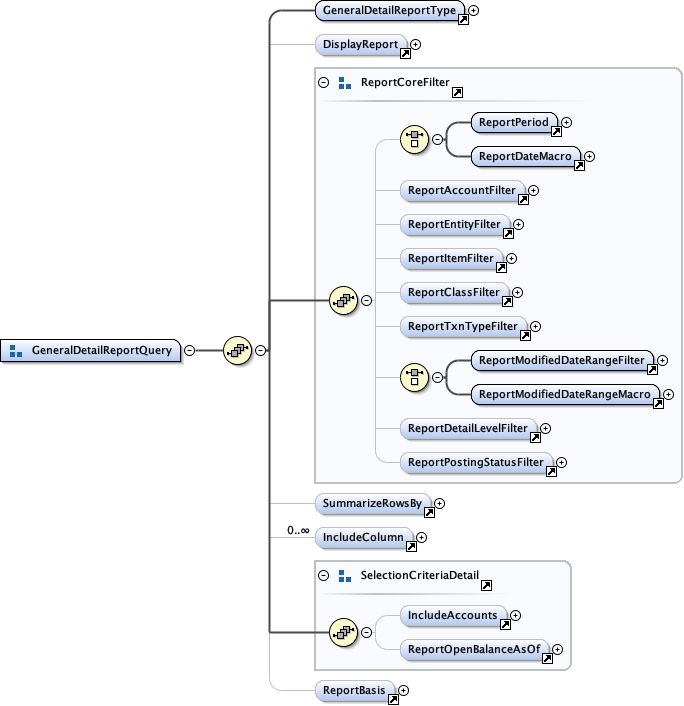 GeneralDetailReportType
DisplayReport
ReportCoreFilter
ReportPeriod
ReportDateMacro
ReportAccountFilter
ReportEntityFilter
ReportItemFilter
ReportClassFilter
ReportTxnTypeFilter
GeneralDetailReportQuery
ReportModifiedDateRangeFilter
ReportModifiedDateRangeMacro
ReportDetailLevelFilter
ReportPostingStatusFilter
SummarizeRowsBy
0..∞
IncludeColumn
SelectionCriteriaDetail
IncludeAccounts
ReportOpenBalanceAsOf
ReportBasis